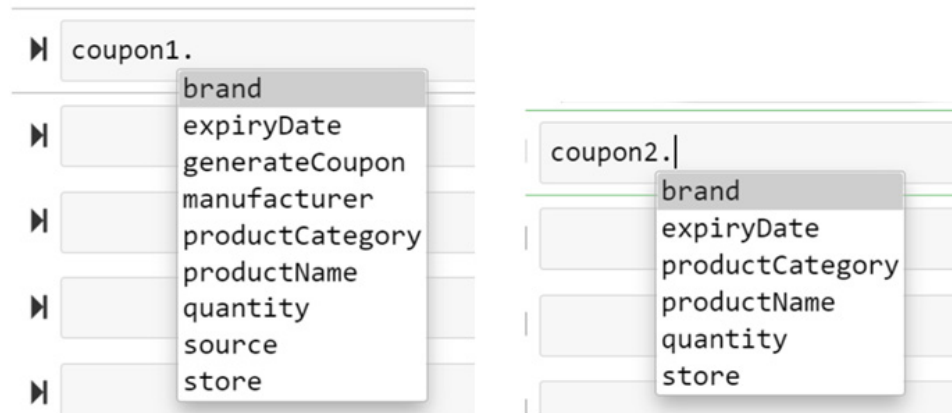 coupon1.
brand
expiryDate
generateCoupon
manufacturer
productCategory
productName
quantity
source
store
coupon2.
brand
expiryDate
productCategory
productName
quantity
store